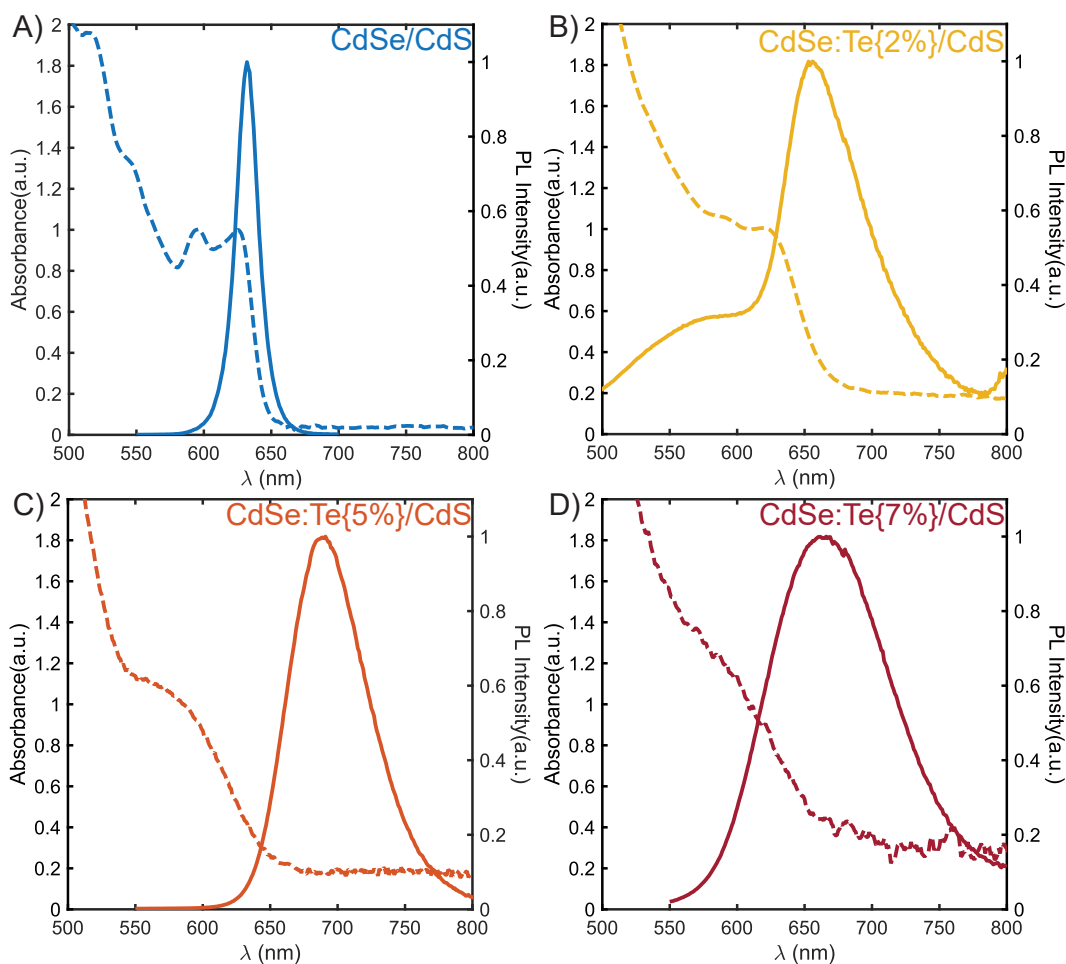 A)
CdSe/CdS
2
1.8
1.6
1.4
1.2
1
0.8
0.6
0.4
0.2
0
Absorbance(a.u.)
1
0.8
0.6
0.4
0.2
0
PL Intensity(a.u.)
500 550 600 650 700 750 800
λ (nm)
B)
CdSe:Te{2%}/CdS
2
1.8
1.6
1.4
1.2
1
0.8
0.6
0.4
0.2
0
Absorbance(a.u.)
1
0.8
0.6
0.4
0.2
0
PL Intensity(a.u.)
500 550 600 650 700 750 800
λ (nm)
C)
CdSe:Te{5%}/CdS
2
1.8
1.6
1.4
1.2
1
0.8
0.6
0.4
0.2
0
Absorbance(a.u.)
1
0.8
0.6
0.4
0.2
0
PL Intensity(a.u.)
500 550 600 650 700 750 800
λ (nm)
D)
CdSe:Te{7%}/CdS
2
1.8
1.6
1.4
1.2
1
0.8
0.6
0.4
0.2
0
Absorbance(a.u.)
1
0.8
0.6
0.4
0.2
0
PL Intensity(a.u.)
500 550 600 650 700 750 800
λ (nm)